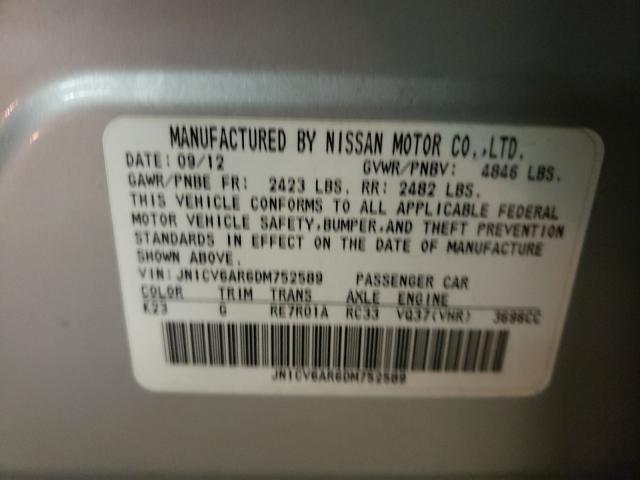 MANUFACTURED BY NISSAN MOTOR CO.,LTD.
DATE: 09/12 GVWR/PNBV: 4846 LBS.
GAWR/PNBE FR: 2423 LBS. RR: 2482 LBS.
THIS VEHICLE CONFORMS TO ALL APPLICABLE FEDERAL
MOTOR VEHICLE SAFETY,BUMPER,AND THEFT PREVENTION
STANDARDS IN EFFECT ON THE DATE OF MANUFACTURE
SHOWN ABOVE.
VIN: JN1CV6AR6DM752589 PASSENGER CAR
COLOR TRIM TRANS AXLE ENGINE
K23 G RE7R01A RC33 VQ37(VHR) 3696CC
JN1CV6AR6DM752589